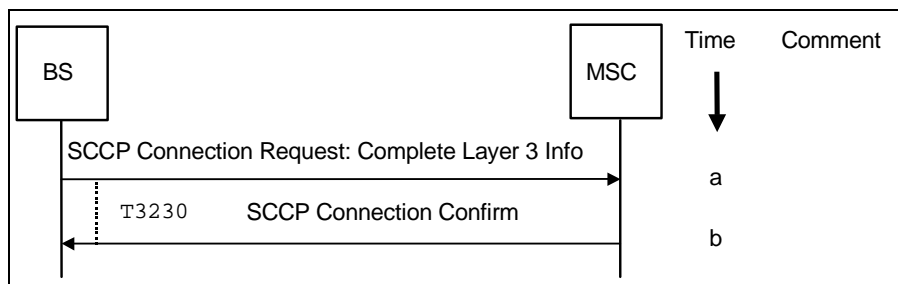 Time Comment
BS MSC
SCCP Connection Request: Complete Layer 3 Info
a
T3230 SCCP Connection Confirm
b